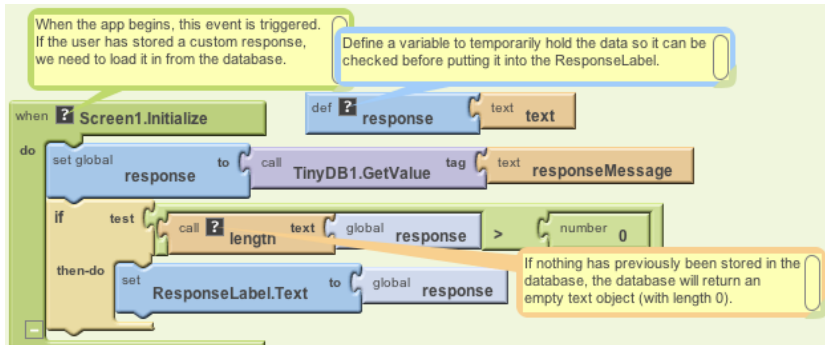 When the app begins, this event is triggered.
If the user has stored a custom response,
we need to load it in from the database.
Define a variable to temporarily hold the data so it can be
checked before putting it into the ResponseLabel.
when ? Screen1.Initialize
def ? response text text
do
set global response to call TinyDB1.GetValue tag text responseMessage
if test call ? length text global response > number 0
then-do set ResponseLabel.Text to global response
If nothing has previously been stored in the
database, the database will return an
empty text object (with length 0).